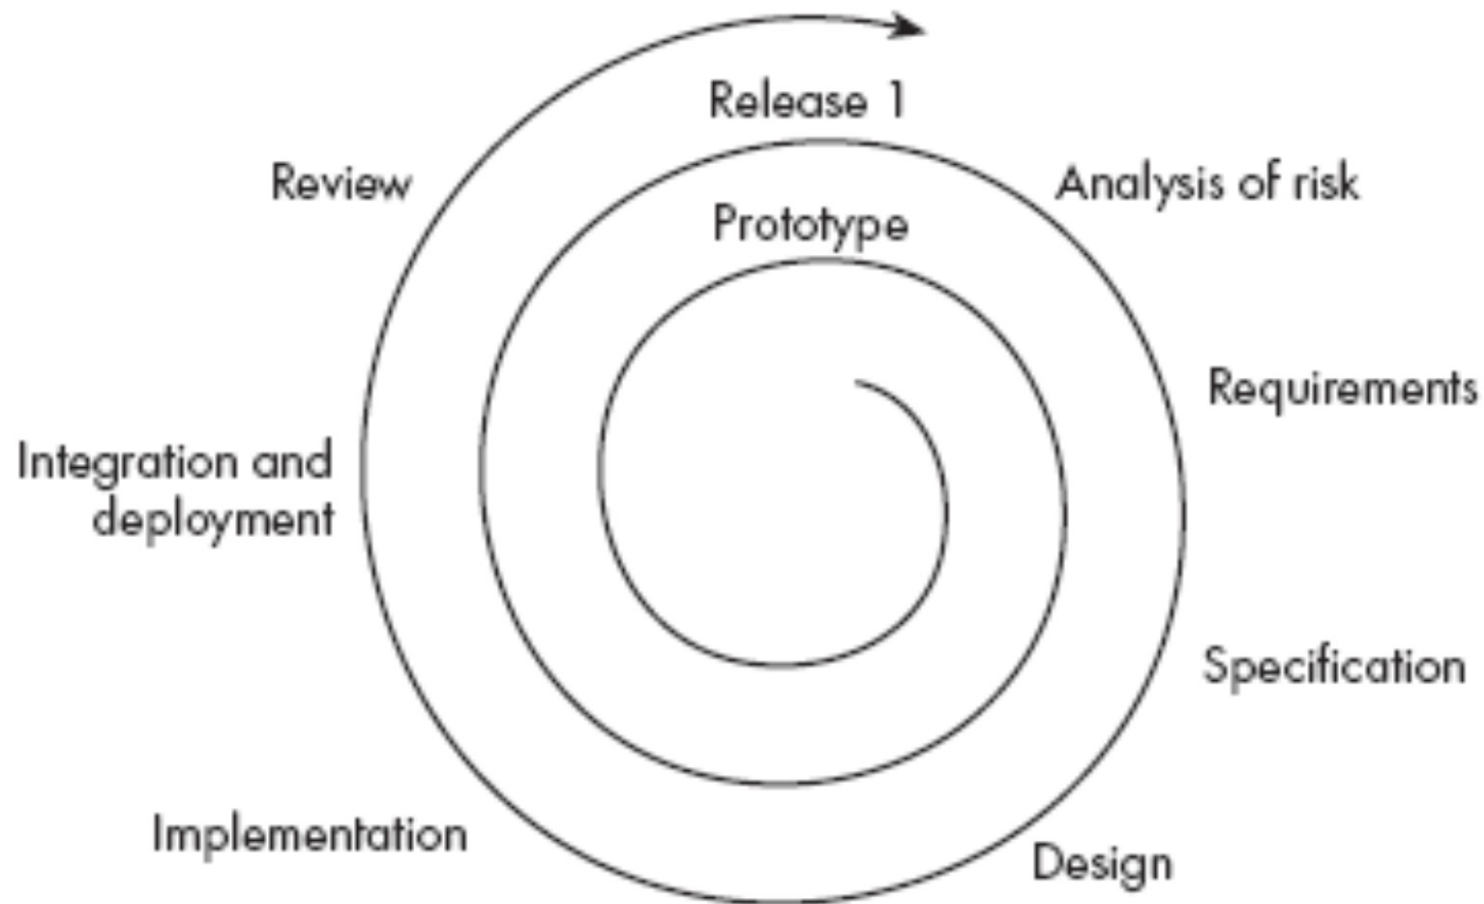 Release 1
Review
Analysis of risk
Prototype
Requirements
Integration and
deployment
Specification
Implementation
Design